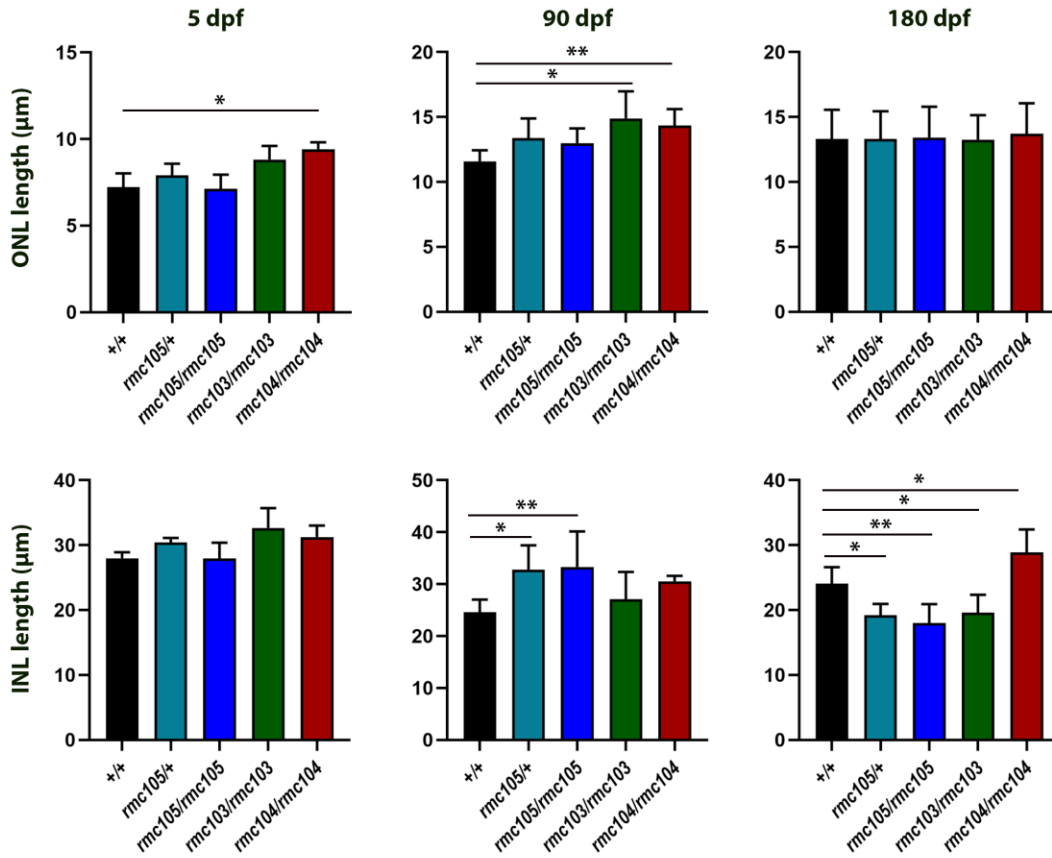 5 dpf
90 dpf
180 dpf
ONL length (µm)
15
10
5
0
*
+/+
rmc105/+
rmc105/rmc105
rmc103/rmc103
rmc104/rmc104
20
15
10
5
0
**
*
+/+
rmc105/+
rmc105/rmc105
rmc103/rmc103
rmc104/rmc104
20
15
10
5
0
+/+
rmc105/+
rmc105/rmc105
rmc103/rmc103
rmc104/rmc104
INL length (µm)
40
30
20
10
0
+/+
rmc105/+
rmc105/rmc105
rmc103/rmc103
rmc104/rmc104
50
40
30
20
10
0
**
*
+/+
rmc105/+
rmc105/rmc105
rmc103/rmc103
rmc104/rmc104
40
30
20
10
0
*
*
**
*
+/+
rmc105/+
rmc105/rmc105
rmc103/rmc103
rmc104/rmc104